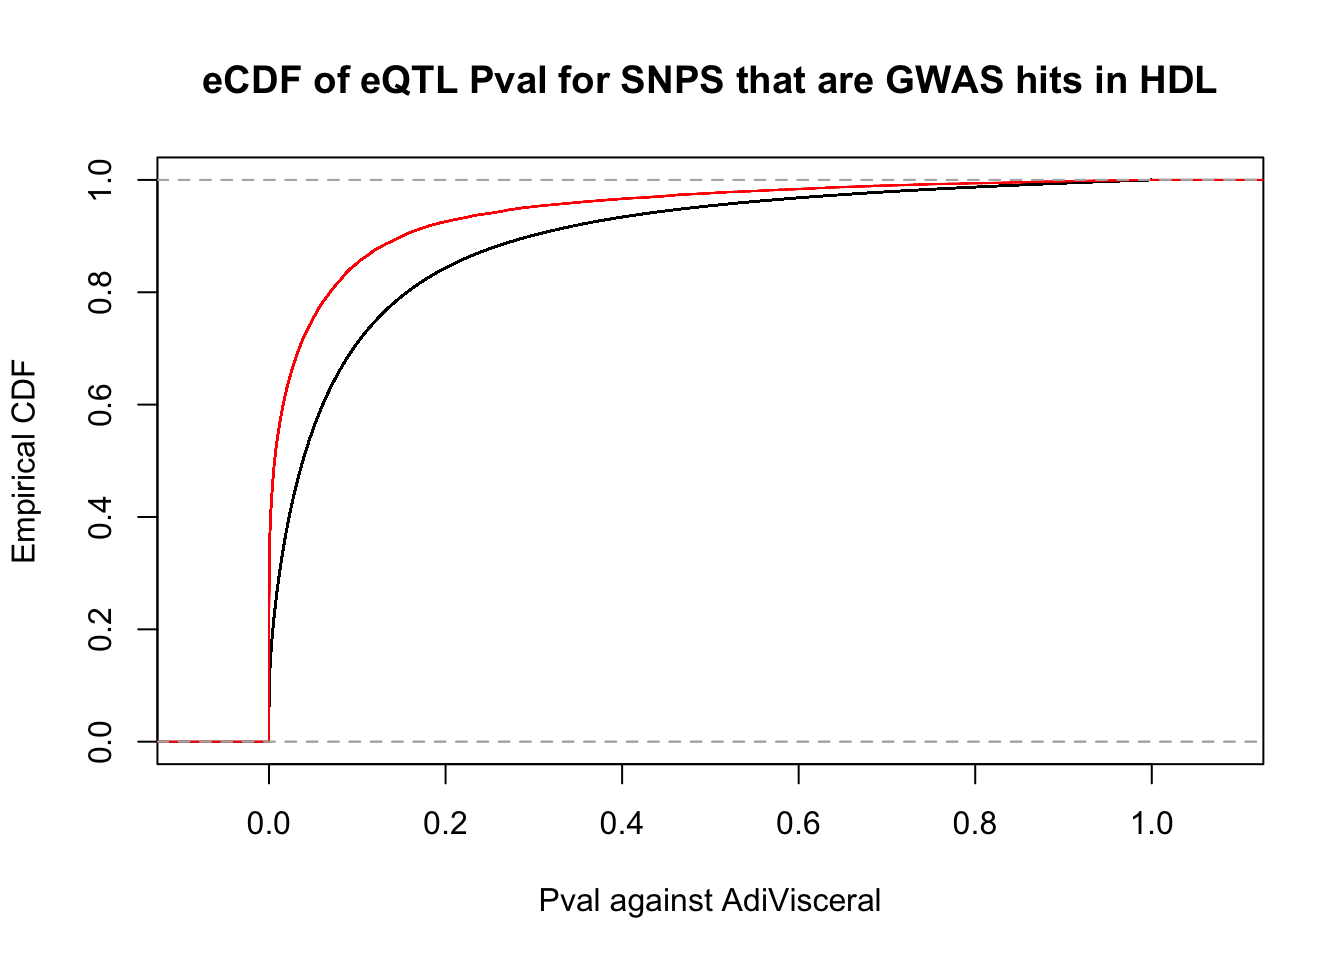 eCDF of eQTL Pval for SNPS that are GWAS hits in HDL
Empirical CDF
1.0
0.8
0.6
0.4
0.2
0.0
0.0 0.2 0.4 0.6 0.8 1.0
Pval against AdiVisceral